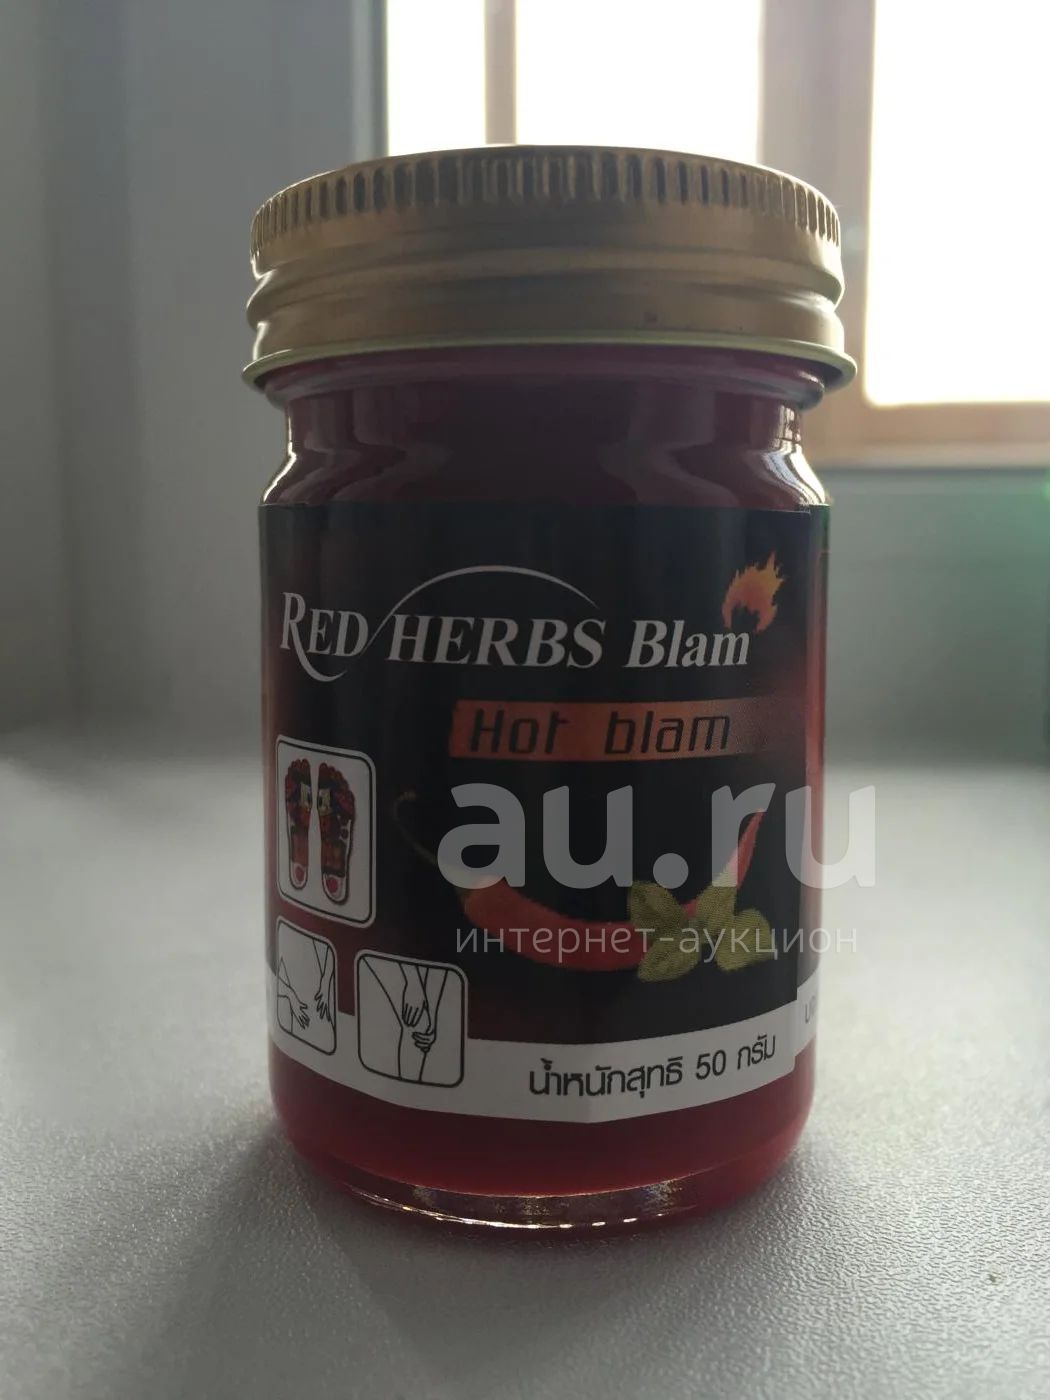 RED HERBS Blam
Hot blam
au.ru
интернет-аукцион
น้ำหนักสุทธิ 50 กรัม